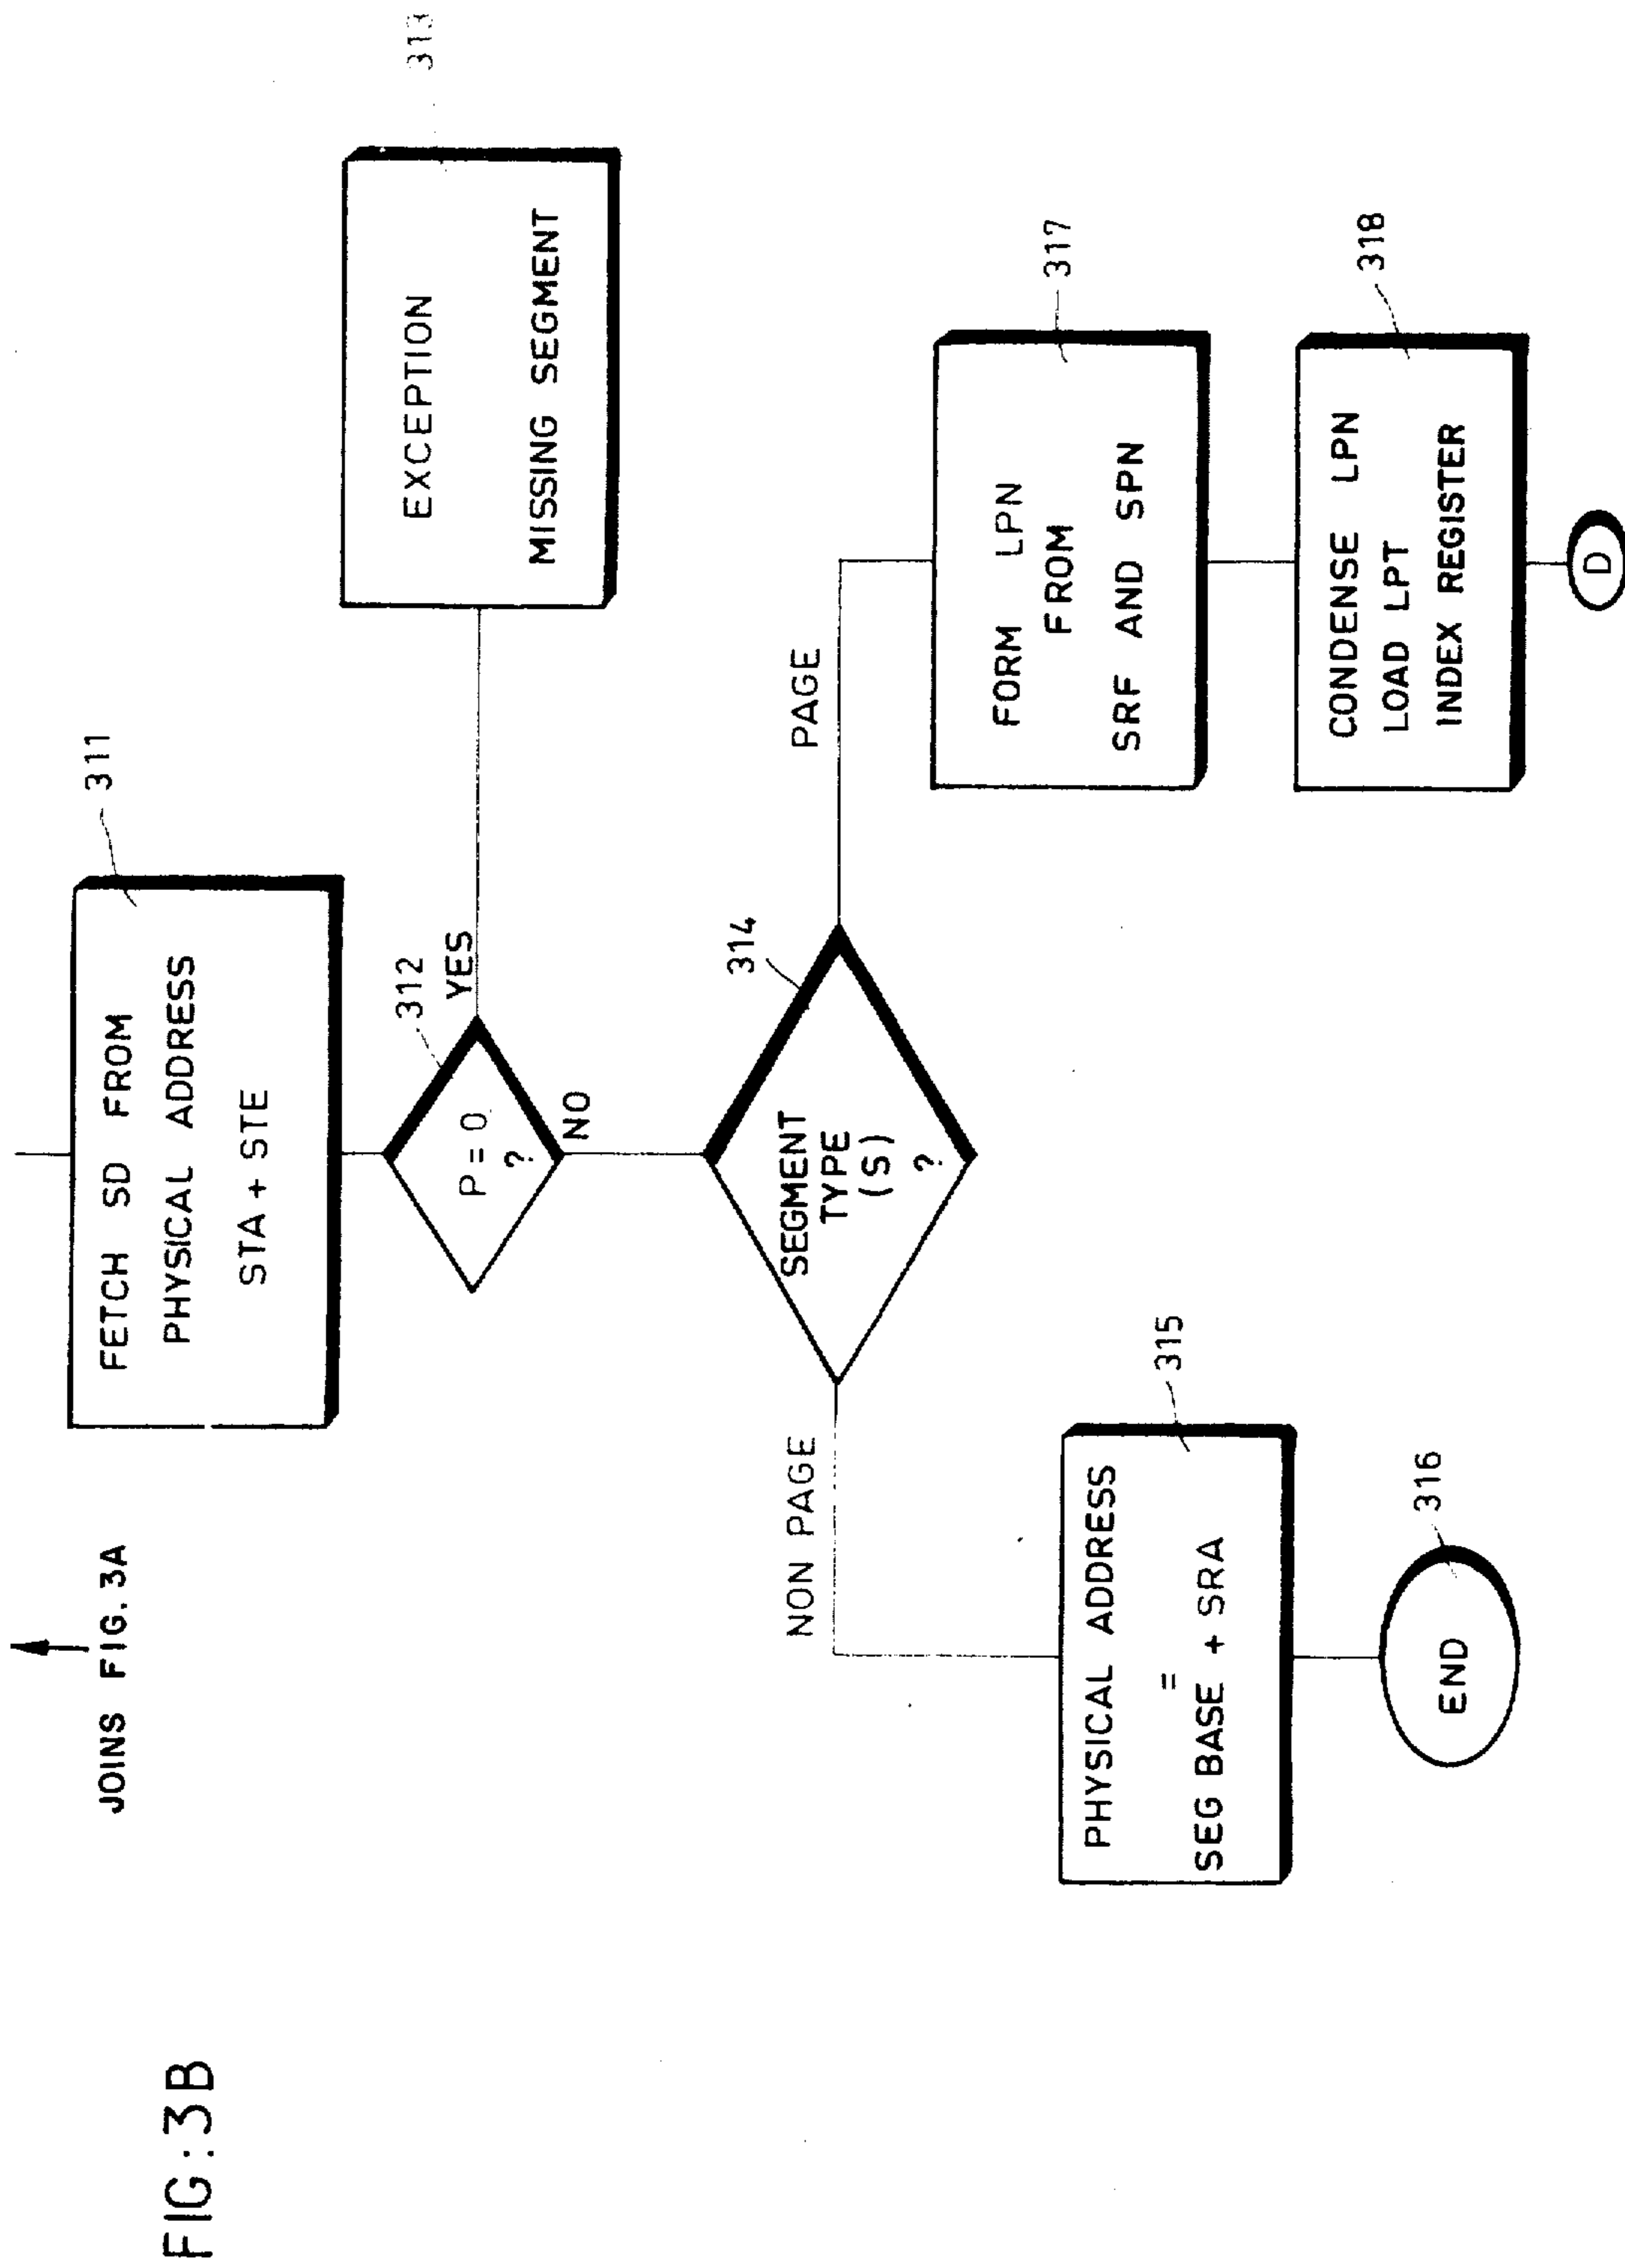 FIG:3B
JOINS FIG. 3A
FETCH SD FROM
PHYSICAL ADDRESS
STA + STE
311
P = 0
?
312
YES
NO
EXCEPTION
MISSING SEGMENT
313
SEGMENT
TYPE
(S)
?
314
NON PAGE
PAGE
PHYSICAL ADDRESS
=
SEG BASE + SRA
315
END
316
FORM LPN
FROM
SRF AND SPN
317
CONDENSE LPN
LOAD LPT
INDEX REGISTER
318
D